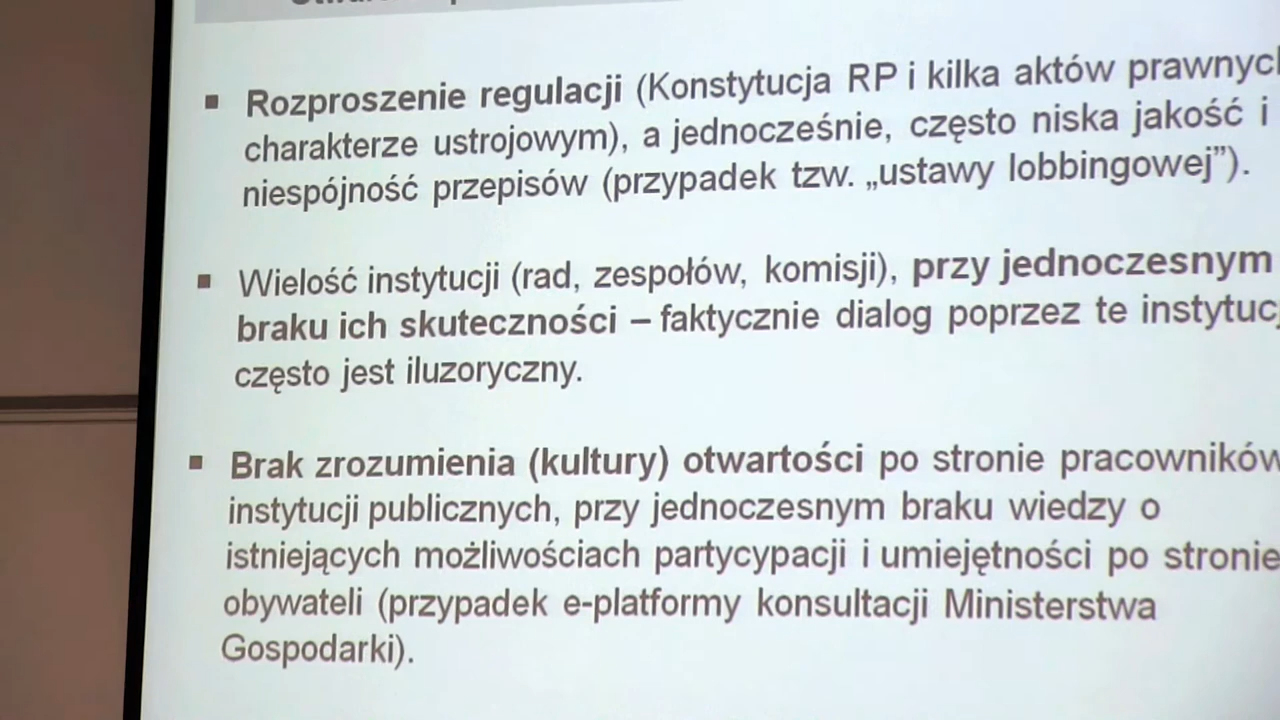 ▪ Rozproszenie regulacji (Konstytucja RP i kilka aktów
charakterze ustrojowym), a jednocześnie, często niska jakość i
niespójność przepisów (przypadek tzw. „ustawy lobbingowej”).
▪ Wielość instytucji (rad, zespołów, komisji), przy jednoczesnym
braku ich skuteczności – faktycznie dialog poprzez te
często jest iluzoryczny.
▪ Brak zrozumienia (kultury) otwartości po stronie pracowników
instytucji publicznych, przy jednoczesnym braku wiedzy o
istniejących możliwościach partycypacji i umiejętności po stronie
obywateli (przypadek e-platformy konsultacji Ministerstwa
Gospodarki).